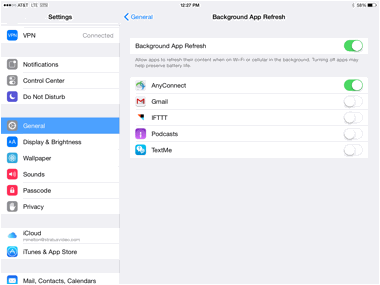 AT&T LTE
12:27 PM
58%
Settings
General
Background App Refresh
VPN
VPN Connected
Notifications
Control Center
Do Not Disturb
General
Display & Brightness
Wallpaper
Sounds
Passcode
Privacy
iCloud
iTunes & App Store
Mail, Contacts, Calendars
Background App Refresh
Allow apps to refresh their content when on Wi-Fi or cellular in the background. Turning off apps may
help preserve battery life.
AnyConnect
Gmail
IFTTT
Podcasts
TextMe